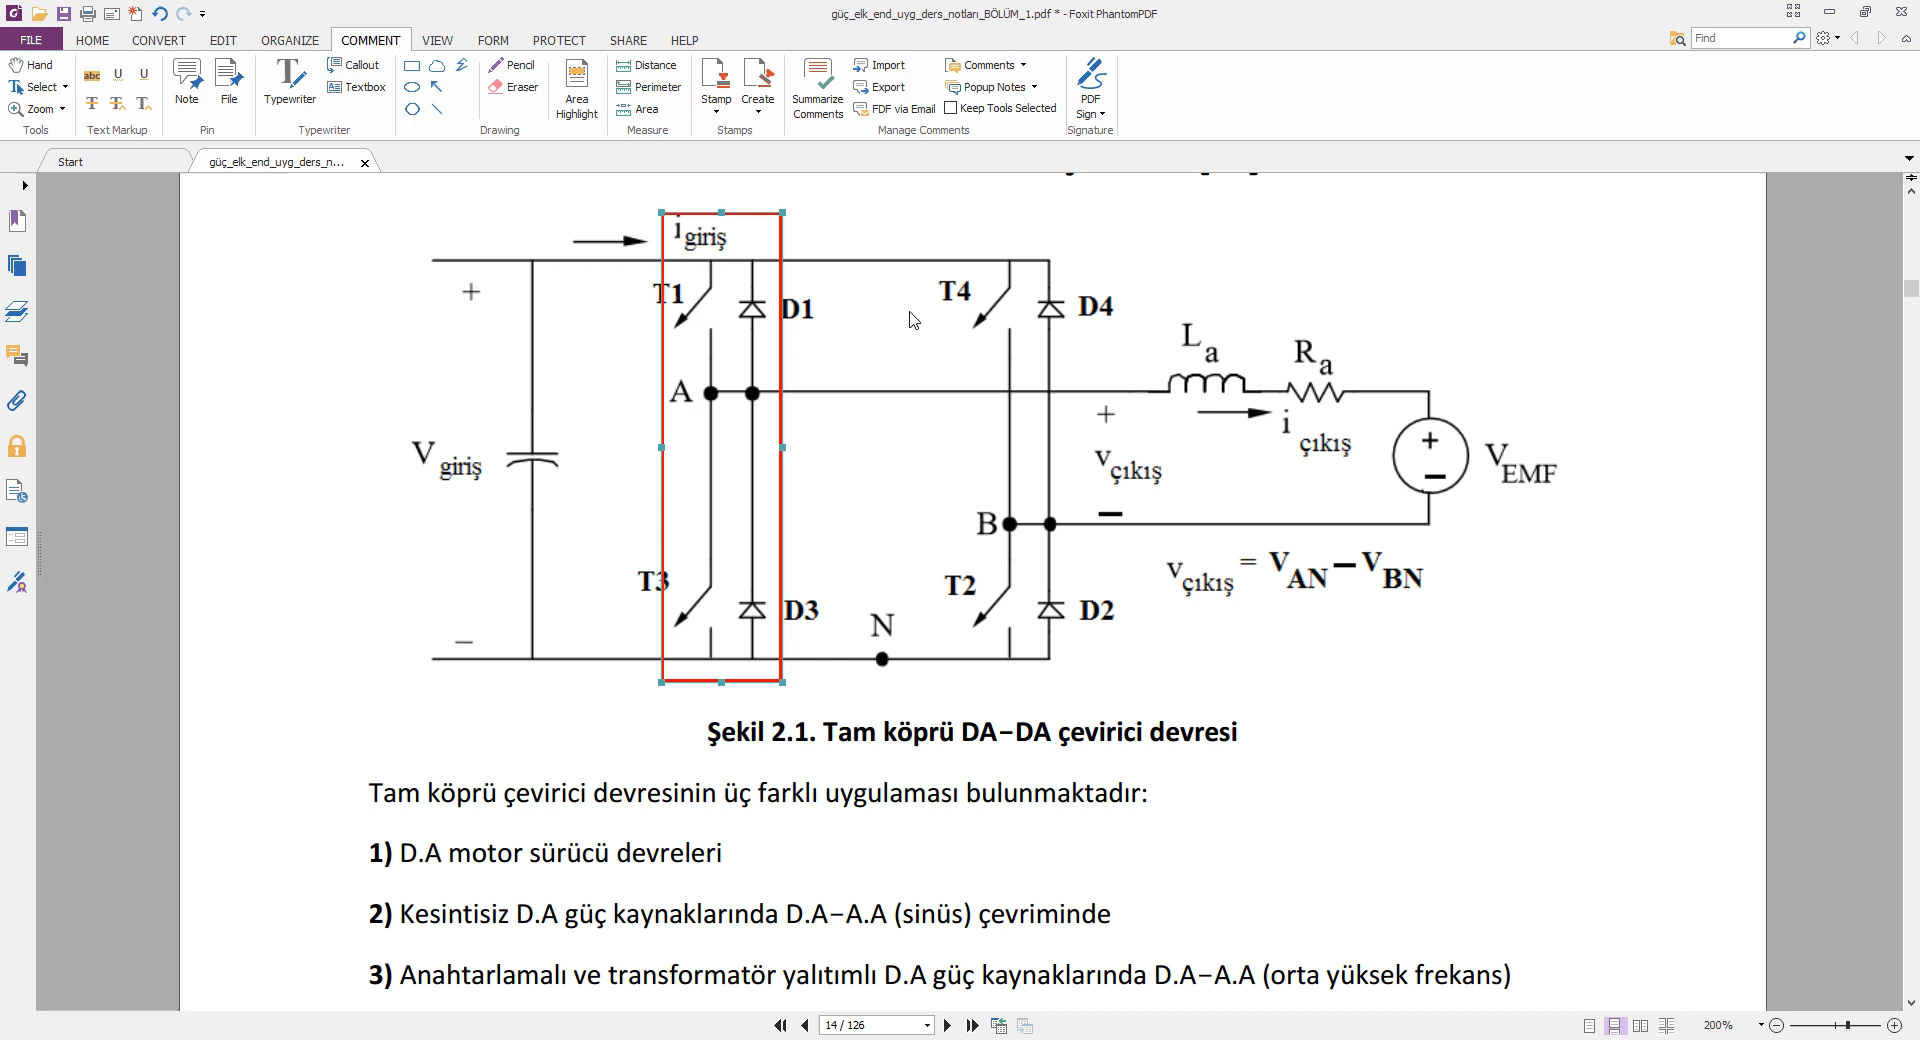 güç_elk_end_uyg_ders_notları_BÖLÜM_1.pdf * - Foxit PhantomPDF
FILE HOME CONVERT EDIT ORGANIZE COMMENT VIEW FORM PROTECT SHARE HELP
Find
Hand
Select
Zoom
Tools
abc U U
T T T
Text Markup
Note
File
Pin
Typewriter
Callout
Textbox
Typewriter
Drawing
Pencil
Eraser
Area Highlight
Distance
Perimeter
Area
Measure
Stamp
Create
Stamps
Summarize Comments
Import
Export
FDF via Email
Comments
Popup Notes
Keep Tools Selected
Manage Comments
PDF Sign
Signature
Start
güç_elk_end_uyg_ders_n...
i giriş
+
T1
D1
T4
D4
L a
R a
A
+
i çıkış
V giriş
v çıkış
+
−
V EMF
B
−
v çıkış = V AN − V BN
T3
D3
T2
D2
N
−
Şekil 2.1. Tam köprü DA−DA çevirici devresi
Tam köprü çevirici devresinin üç farklı uygulaması bulunmaktadır:
1) D.A motor sürücü devreleri
2) Kesintisiz D.A güç kaynaklarında D.A−A.A (sinüs) çevriminde
3) Anahtarlamalı ve transformatör yalıtımlı D.A güç kaynaklarında D.A−A.A (orta yüksek frekans)
14 / 126
200%